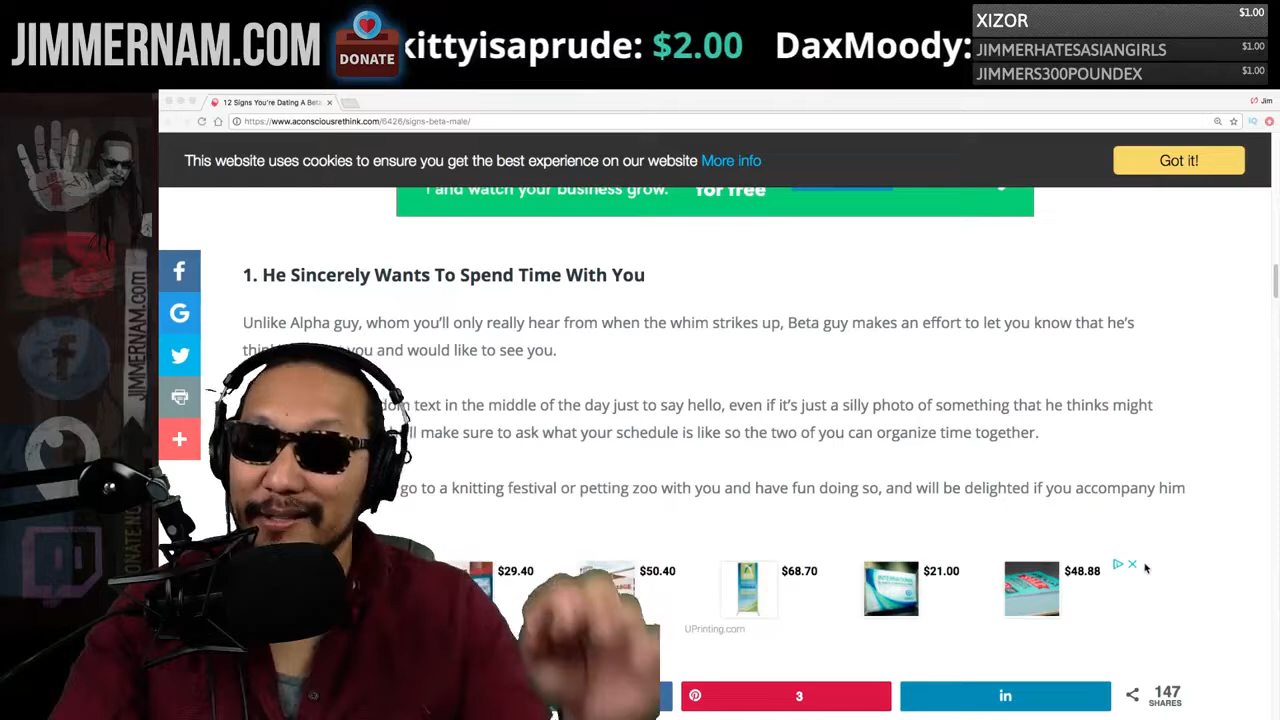 JIMMERNAM.COM
DONATE
kittyisaprude: $2.00 DaxMoody:
XIZOR $1.00
JIMMERHATESASIANGIRLS $1.00
JIMMERS300POUNDEX $1.00
12 Signs You're Dating A Beta
Jim
https://www.aconsciousrethink.com/6426/signs-beta-male/
This website uses cookies to ensure you get the best experience on our website More info
Got it!
and watch your business grow. for free
1. He Sincerely Wants To Spend Time With You
Unlike Alpha guy, whom you'll only really hear from when the whim strikes up, Beta guy makes an effort to let you know that he's
you and would like to see you.
text in the middle of the day just to say hello, even if it's just a silly photo of something that he thinks might
make sure to ask what your schedule is like so the two of you can organize time together.
go to a knitting festival or petting zoo with you and have fun doing so, and will be delighted if you accompany him
$29.40 $50.40 $68.70 $21.00 $48.88
UPrinting.com
3
in
147
SHARES
JIMMERNAM.COM